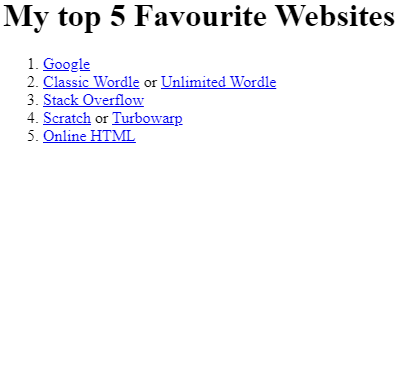 My top 5 Favourite Websites
1. Google
2. Classic Wordle or Unlimited Wordle
3. Stack Overflow
4. Scratch or Turbowarp
5. Online HTML